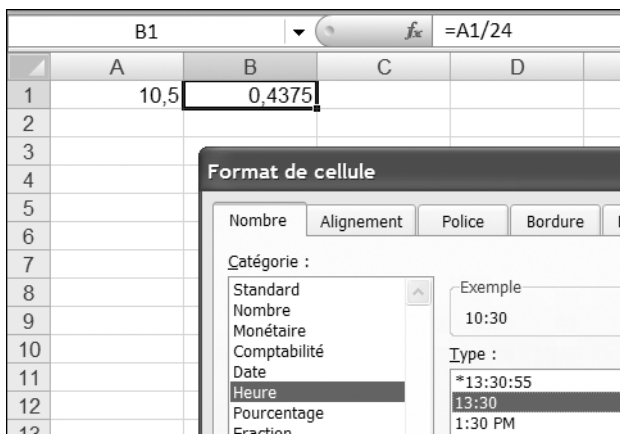 B1 fx =A1/24
A B C D
1 10,5 0,4375
2
3
4
5
6
7
8
9
10
11
12
13
Format de cellule
Nombre Alignement Police Bordure
Catégorie :
Standard
Nombre
Monétaire
Comptabilité
Date
Heure
Pourcentage
Fraction
Exemple
10:30
Type :
*13:30:55
13:30
1:30 PM